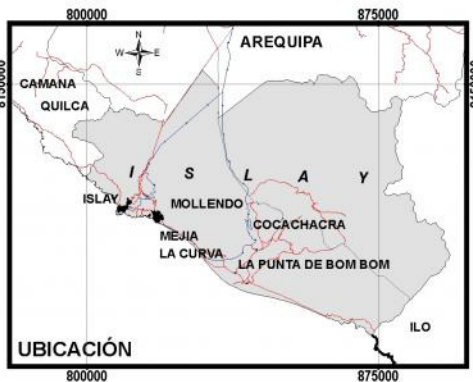 800000 875000
N
W E
S
AREQUIPA
CAMANA
QUILCA
I S L A Y
ISLAY
MOLLENDO
COCACHACRA
MEJIA
LA CURVA
LA PUNTA DE BOM BOM
ILO
UBICACIÓN
800000 875000